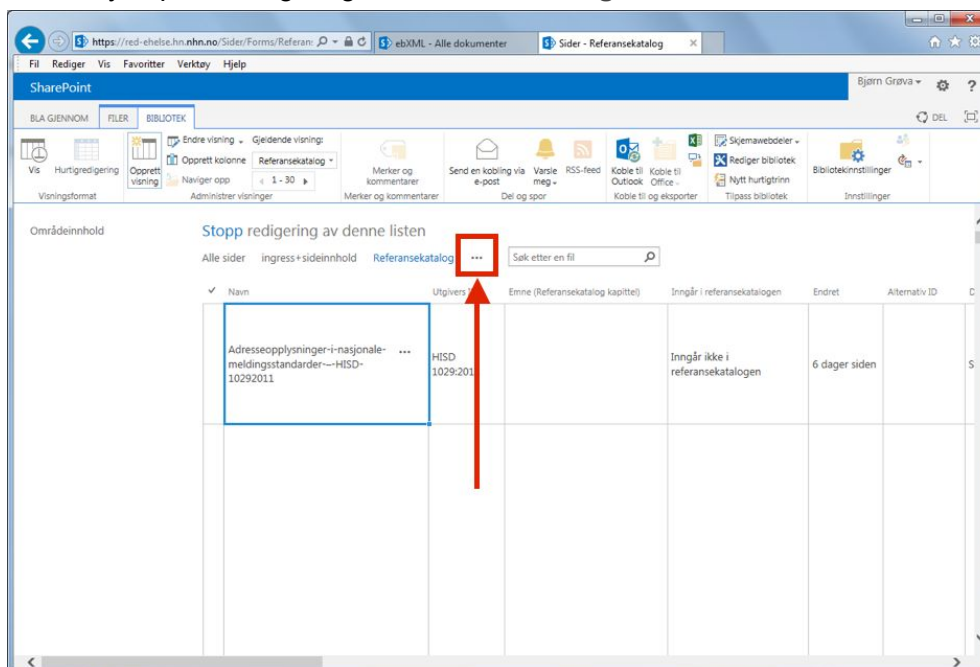 https://red-ehelse.hn.nhn.no/Sider/Forms/Referan
ebXML - Alle dokumenter
Sider - Referansekatalog
Fil Rediger Vis Favoritter Verktøy Hjelp
SharePoint
Bjørn Grøva
?
BLA GJENNOM FILER BIBLIOTEK
DEL
Vis
Hurtigredigering
Opprett visning
Endre visning
Opprett kolonne
Naviger opp
Gjeldende visning:
Referansekatalog
1 - 30
Merker og kommentarer
Send en kobling via e-post
Varsle meg
RSS-feed
Koble til Outlook
Koble til Office
Skjemawebdeler
Rediger bibliotek
Nytt hurtigtrinn
Bibliotekinnstillinger
Visningsformat
Administrer visninger
Merker og kommentarer
Del og spor
Koble til og eksporter
Tilpass bibliotek
Innstillinger
Områdeinnhold
Stopp redigering av denne listen
Alle sider ingress+sideinnhold Referansekatalog ...
Søk etter en fil
Navn
Utgivers
Emne (Referansekatalog kapittel)
Inngår i referansekatalogen
Endret
Alternativ ID
Adresseopplysninger-i-nasjonale- ...
meldingsstandarder-–-HISD-
10292011
HISD
1029:201
Inngår ikke i
referansekatalogen
6 dager siden
S